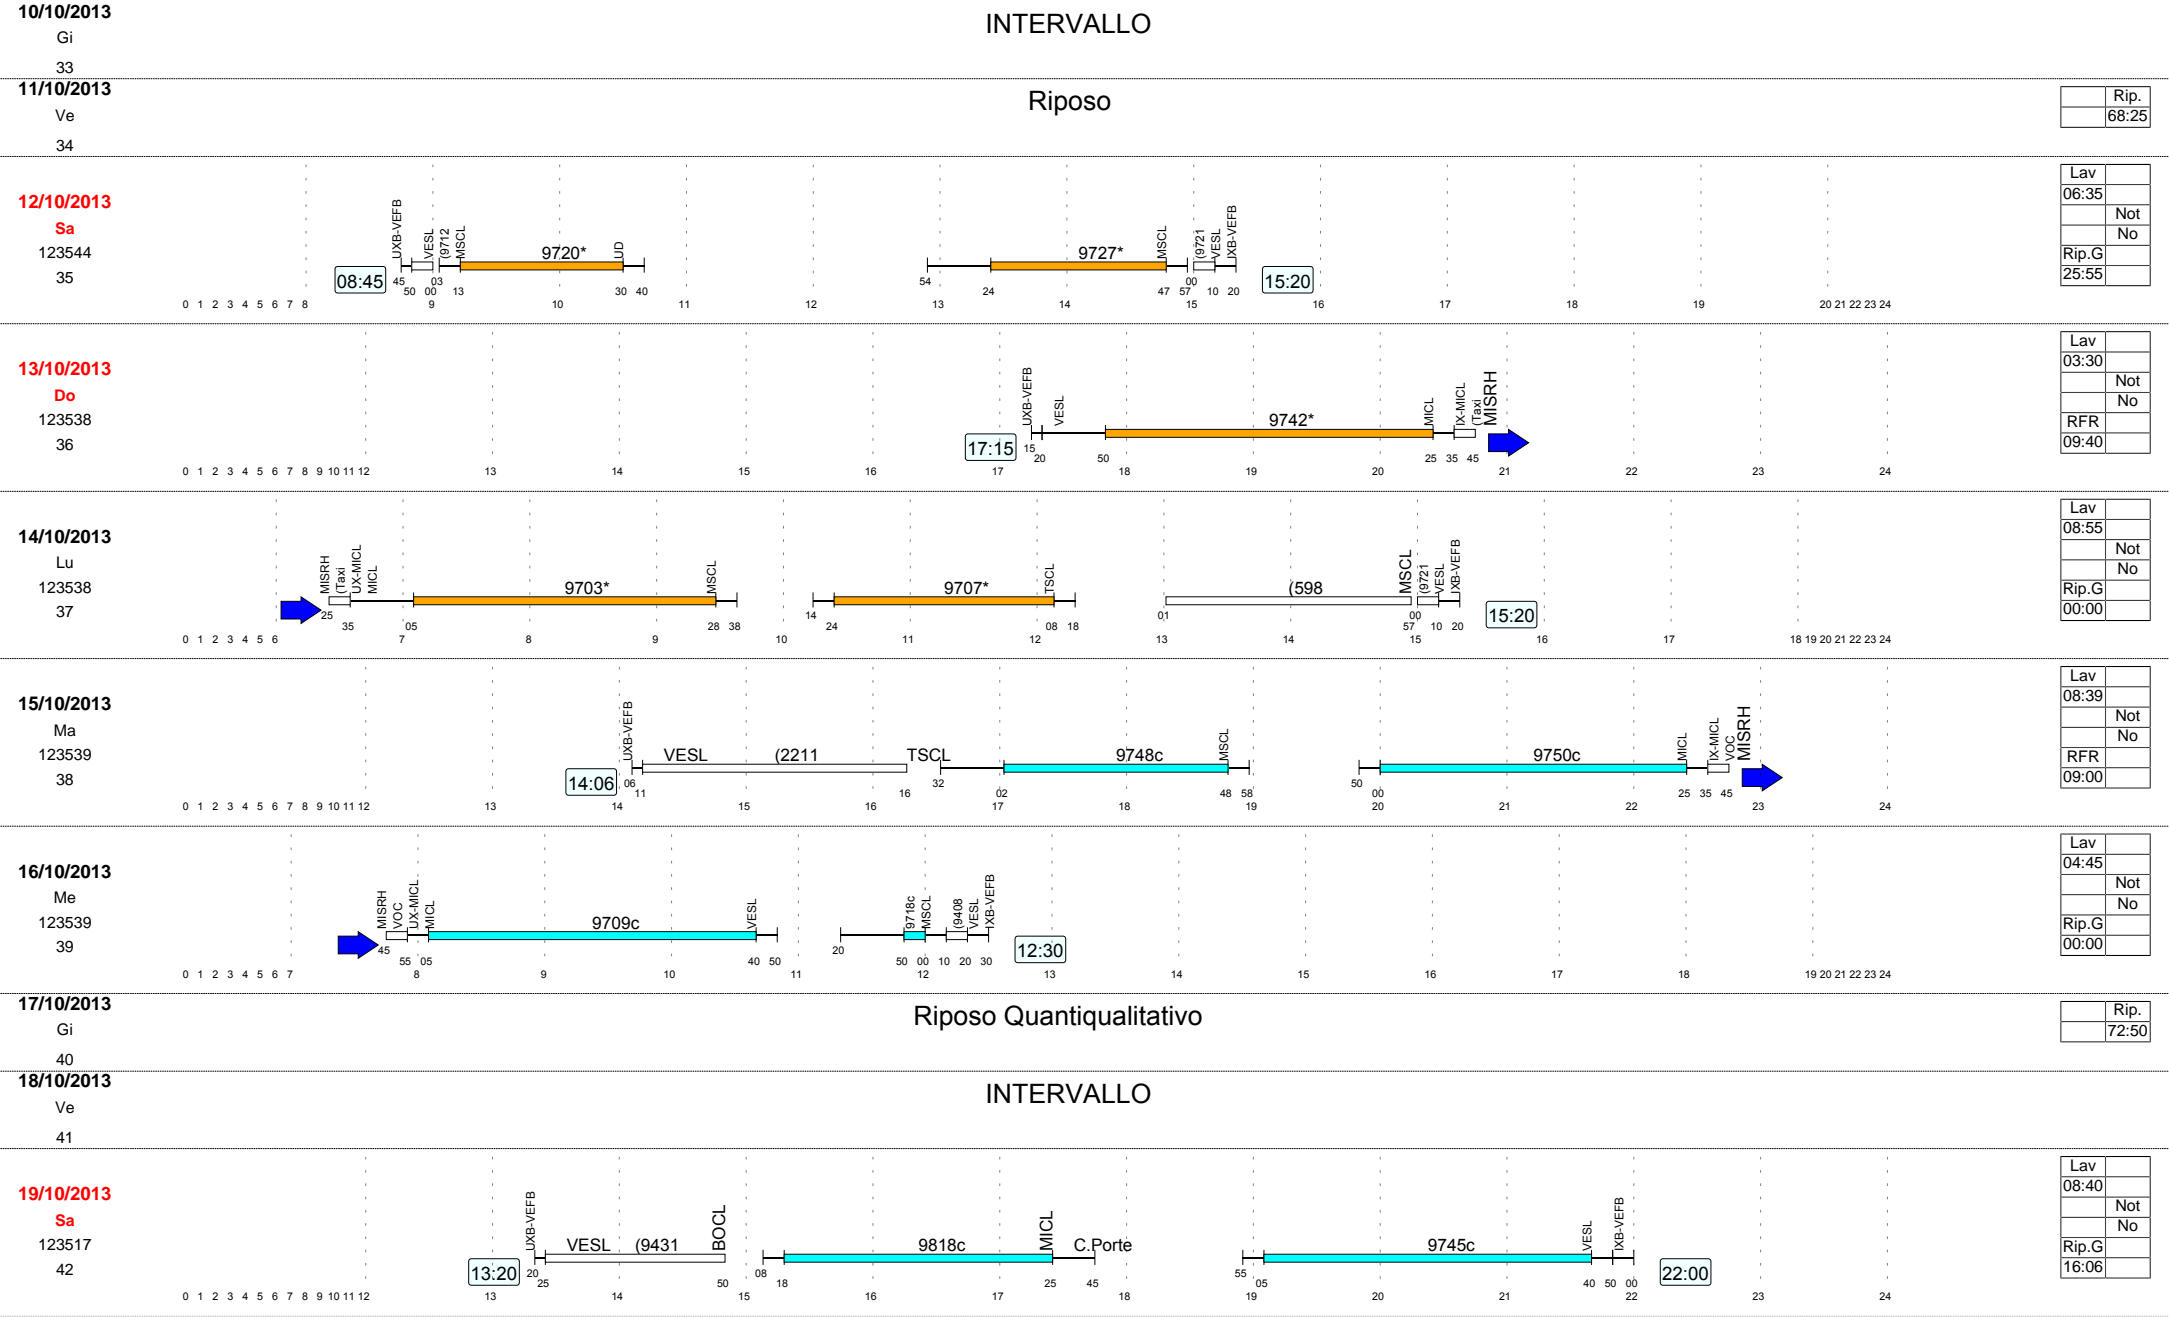 10/10/2013
Gi
33
INTERVALLO
11/10/2013
Ve
34
Riposo
Rip.
68:25
12/10/2013
Sa
123544
35
08:45
UXB-VEFB VESL (9712 MSCL 9720* UD 9727* MSCL (9721 VESL IXB-VEFB
45 50 00 03 13 30 40 54 24 47 57 00 10 20
15:20
0 1 2 3 4 5 6 7 8 9 10 11 12 13 14 15 16 17 18 19 20 21 22 23 24
Lav
06:35
Not
No
Rip.G
25:55
13/10/2013
Do
123538
36
17:15
UXB-VEFB VESL 9742* MICL IX-MICL (Taxi MISRH
15 20 50 25 35 45
0 1 2 3 4 5 6 7 8 9 10 11 12 13 14 15 16 17 18 19 20 21 22 23 24
Lav
03:30
Not
No
RFR
09:40
14/10/2013
Lu
123538
37
MISRH (Taxi UX-MICL MICL 9703* MSCL 9707* TSCL (598 MSCL (9721 VESL IXB-VEFB
25 35 05 28 38 14 24 08 18 01 57 00 10 20
15:20
0 1 2 3 4 5 6 7 8 9 10 11 12 13 14 15 16 17 18 19 20 21 22 23 24
Lav
08:55
Not
No
Rip.G
00:00
15/10/2013
Ma
123539
38
14:06
UXB-VEFB VESL (2211 TSCL 9748c MSCL 9750c MICL IX-MICL VOC MISRH
06 11 16 32 02 48 58 50 00 25 35 45
0 1 2 3 4 5 6 7 8 9 10 11 12 13 14 15 16 17 18 19 20 21 22 23 24
Lav
08:39
Not
No
RFR
09:00
16/10/2013
Me
123539
39
MISRH VOC UX-MICL MICL 9709c VESL 9718c MSCL (9408 VESL IXB-VEFB
45 55 05 40 50 20 50 00 10 20 30
12:30
0 1 2 3 4 5 6 7 8 9 10 11 12 13 14 15 16 17 18 19 20 21 22 23 24
Lav
04:45
Not
No
Rip.G
00:00
17/10/2013
Gi
40
Riposo Quantiqualitativo
Rip.
72:50
18/10/2013
Ve
41
INTERVALLO
19/10/2013
Sa
123517
42
13:20
UXB-VEFB VESL (9431 BOCL 9818c MICL C.Porte 9745c VESL IXB-VEFB
20 25 50 08 18 25 45 55 05 40 50 00
22:00
0 1 2 3 4 5 6 7 8 9 10 11 12 13 14 15 16 17 18 19 20 21 22 23 24
Lav
08:40
Not
No
Rip.G
16:06